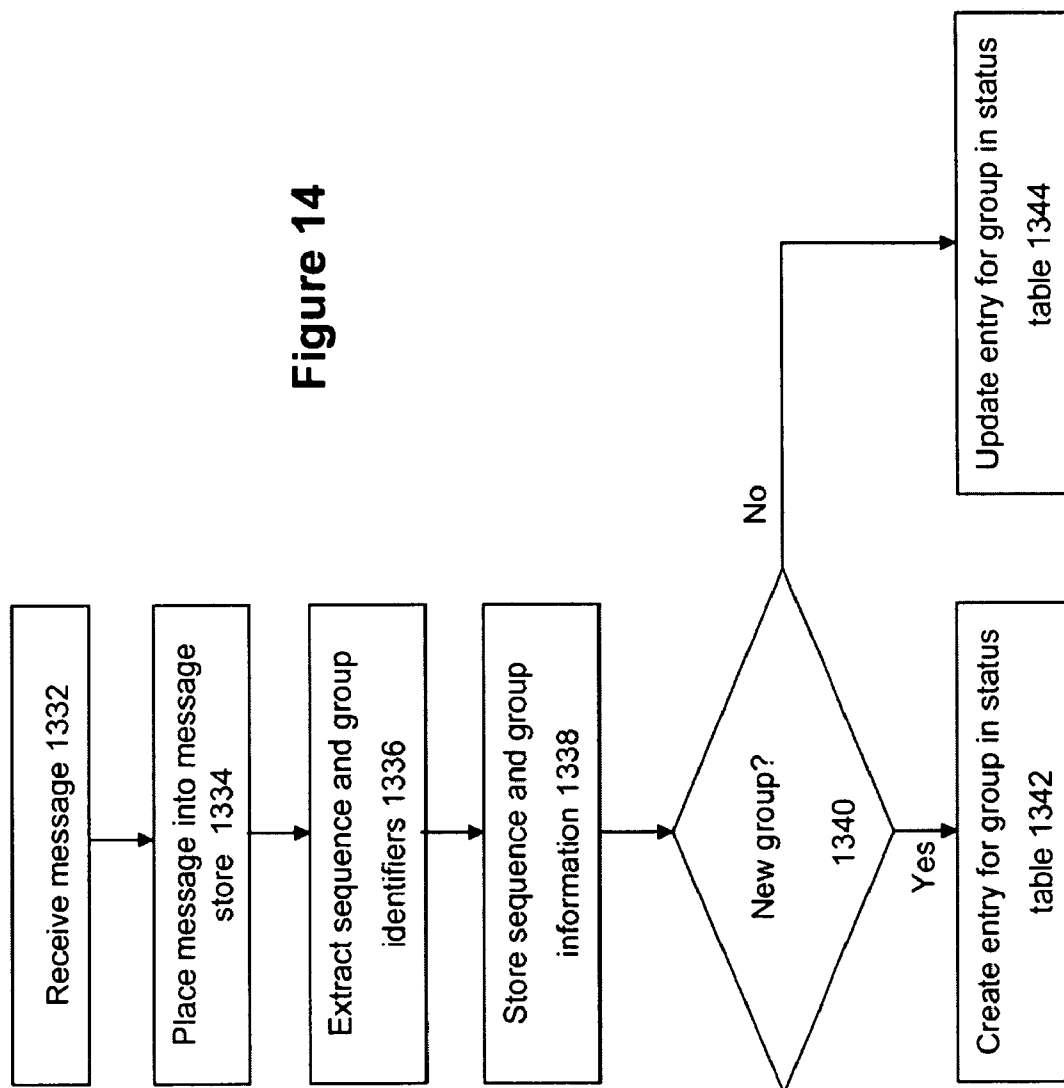 Figure 14
Receive message 1332
Place message into message
store 1334
Extract sequence and group
identifiers 1336
Store sequence and group
information 1338
New group?
1340
No
Yes
Create entry for group in status
table 1342
Update entry for group in status
table 1344